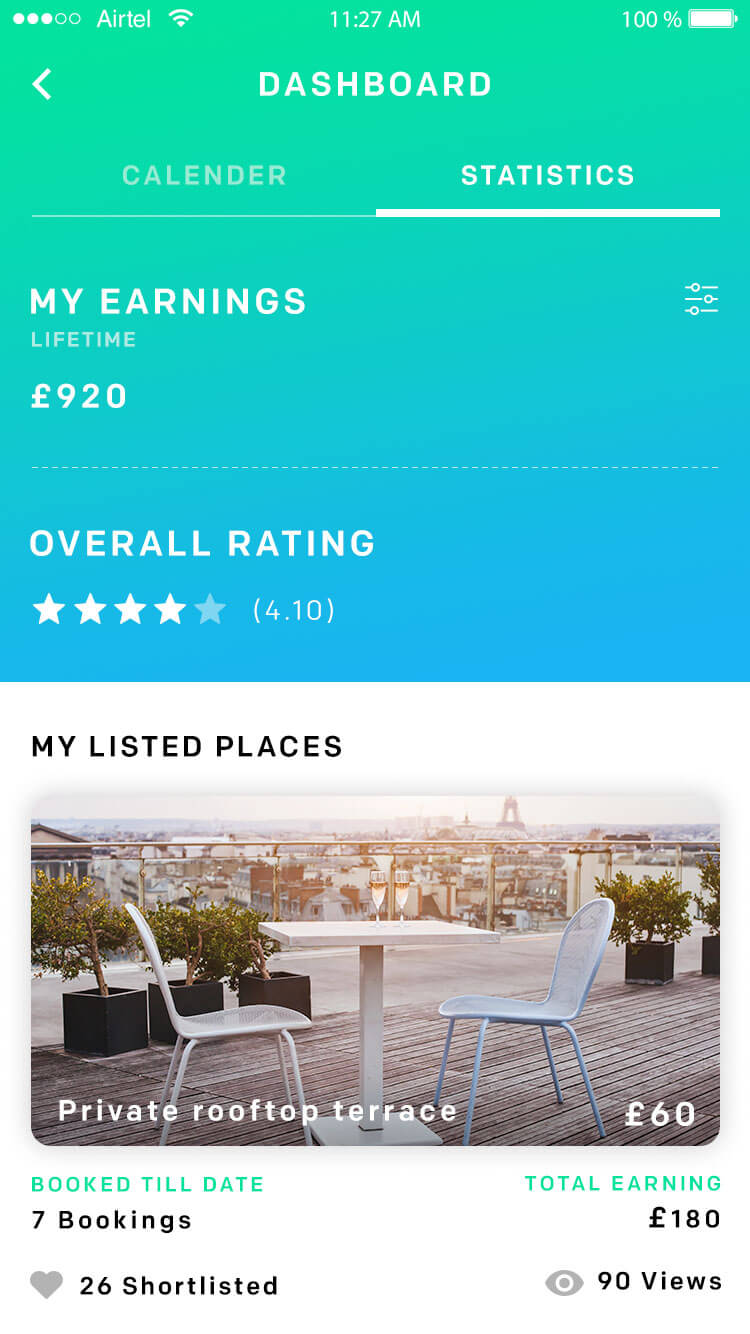 Airtel 11:27 AM 100 %
DASHBOARD
CALENDER STATISTICS
MY EARNINGS
LIFETIME
£920
OVERALL RATING
(4.10)
MY LISTED PLACES
Private rooftop terrace £60
BOOKED TILL DATE TOTAL EARNING
7 Bookings £180
26 Shortlisted 90 Views